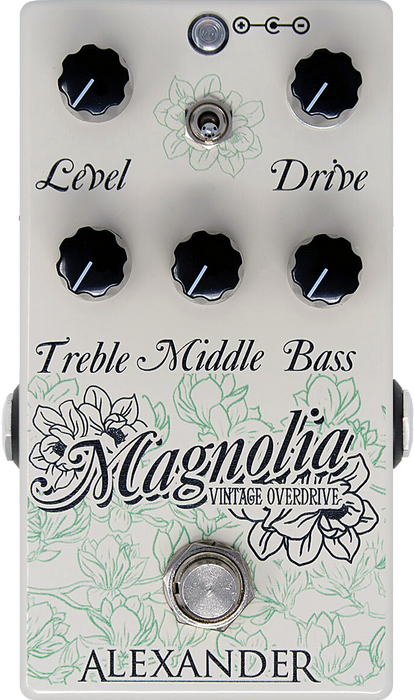 Level Drive
Treble Middle Bass
Magnolia
VINTAGE OVERDRIVE
ALEXANDER